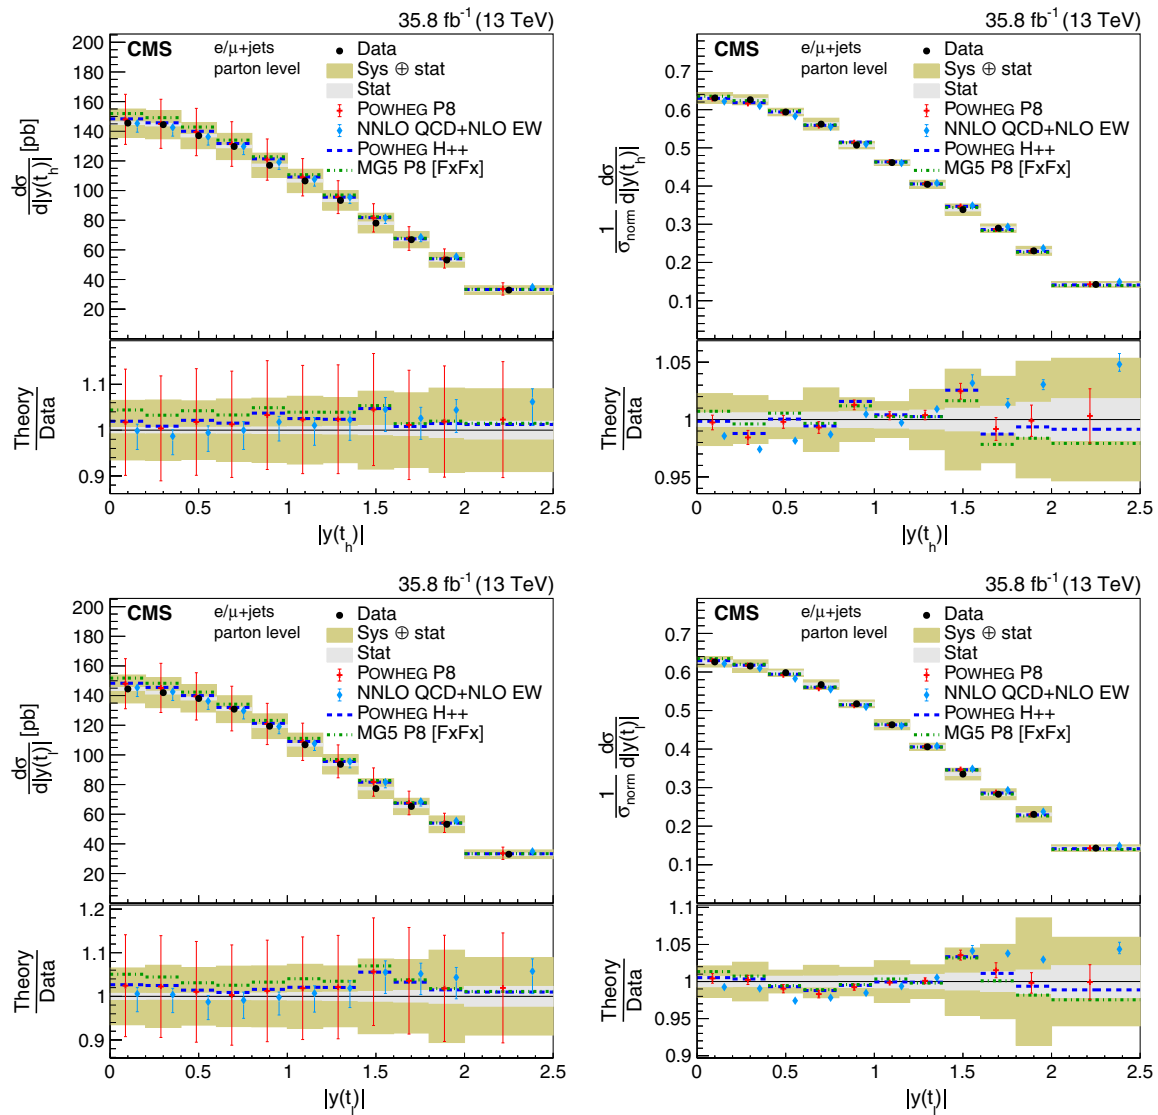 35.8 fb⁻¹ (13 TeV)
CMS
e/μ+jets
parton level
Data
Sys ⊕ stat
Stat
POWHEG P8
NNLO QCD+NLO EW
POWHEG H++
MG5 P8 [FxFx]
dσ / d|y(t_h)| [pb]
200
180
160
140
120
100
80
60
40
20
Theory / Data
1.1
1
0.9
0 0.5 1 1.5 2 2.5
|y(t_h)|
35.8 fb⁻¹ (13 TeV)
CMS
e/μ+jets
parton level
Data
Sys ⊕ stat
Stat
POWHEG P8
NNLO QCD+NLO EW
POWHEG H++
MG5 P8 [FxFx]
1/σ_norm dσ / d|y(t_h)|
0.7
0.6
0.5
0.4
0.3
0.2
0.1
Theory / Data
1.05
1
0.95
0 0.5 1 1.5 2 2.5
|y(t_h)|
35.8 fb⁻¹ (13 TeV)
CMS
e/μ+jets
parton level
Data
Sys ⊕ stat
Stat
POWHEG P8
NNLO QCD+NLO EW
POWHEG H++
MG5 P8 [FxFx]
dσ / d|y(t_l)| [pb]
200
180
160
140
120
100
80
60
40
20
Theory / Data
1.2
1.1
1
0.9
0 0.5 1 1.5 2 2.5
|y(t_l)|
35.8 fb⁻¹ (13 TeV)
CMS
e/μ+jets
parton level
Data
Sys ⊕ stat
Stat
POWHEG P8
NNLO QCD+NLO EW
POWHEG H++
MG5 P8 [FxFx]
1/σ_norm dσ / d|y(t_l)|
0.7
0.6
0.5
0.4
0.3
0.2
0.1
Theory / Data
1.1
1.05
1
0.95
0.9
0 0.5 1 1.5 2 2.5
|y(t_l)|